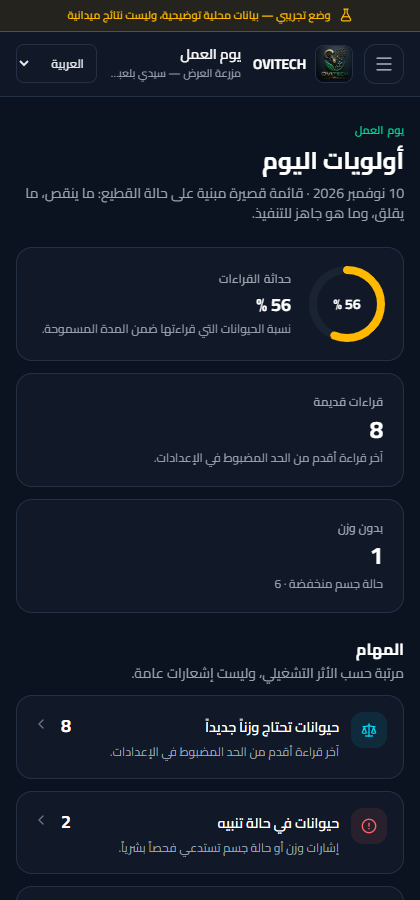 وضع تجريبي — بيانات محلية توضيحية، وليست نتائج ميدانية
OVITECH
يوم العمل
مزرعة العرض — سيدي بلعبـ...
العربية
يوم العمل
أولويات اليوم
10 نوفمبر 2026 · قائمة قصيرة مبنية على حالة القطيع: ما ينقص، ما
يقلق، وما هو جاهز للتنفيذ.
حداثة القراءات
56 %
56 %
نسبة الحيوانات التي قراءتها ضمن المدة المسموحة.
قراءات قديمة
8
آخر قراءة أقدم من الحد المضبوط في الإعدادات.
بدون وزن
1
حالة جسم منخفضة · 6
المهام
مرتبة حسب الأثر التشغيلي، وليست إشعارات عامة.
حيوانات تحتاج وزناً جديداً
8
آخر قراءة أقدم من الحد المضبوط في الإعدادات.
حيوانات في حالة تنبيه
2
إشارات وزن أو حالة جسم تستدعي فحصاً بشرياً.